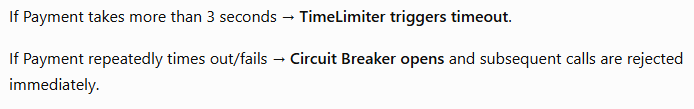 If Payment takes more than 3 seconds → TimeLimiter triggers timeout.
If Payment repeatedly times out/fails → Circuit Breaker opens and subsequent calls are rejected
immediately.